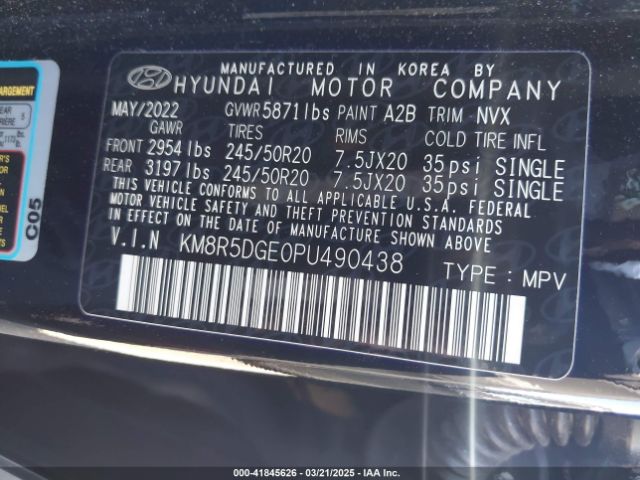 MANUFACTURED IN KOREA BY
HYUNDAI MOTOR COMPANY
MAY/2022 GVWR 5871lbs PAINT A2B TRIM NVX
GAWR TIRES RIMS COLD TIRE INFL
FRONT 2954 lbs 245/50R20 7.5JX20 35psi SINGLE
REAR 3197 lbs 245/50R20 7.5JX20 35psi SINGLE
THIS VEHICLE CONFORMS TO ALL APPLICABLE U.S.A. FEDERAL
MOTOR VEHICLE SAFETY AND THEFT PREVENTION STANDARDS
IN EFFECT ON THE DATE OF MANUFACTURE SHOWN ABOVE.
V.I.N KM8R5DGE0PU490438 TYPE : MPV
C05
00-41845626 - 03/21/2025 - IAA Inc.